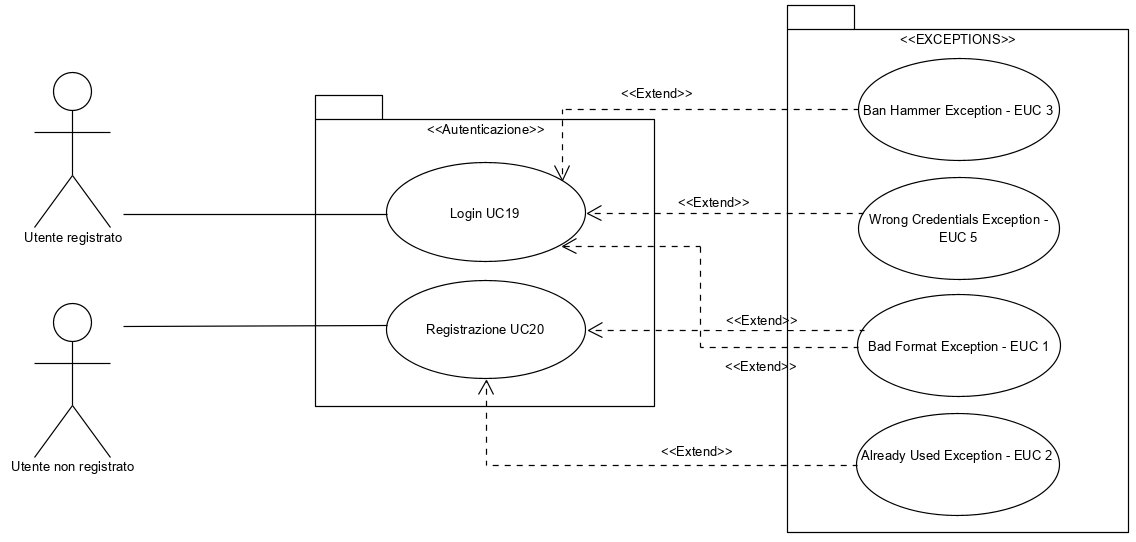 <<EXCEPTIONS>>
<<Extend>>
Ban Hammer Exception - EUC 3
<<Autenticazione>>
<<Extend>>
Login UC19
Wrong Credentials Exception -
EUC 5
Utente registrato
<<Extend>>
Registrazione UC20
Bad Format Exception - EUC 1
<<Extend>>
<<Extend>>
Already Used Exception - EUC 2
Utente non registrato